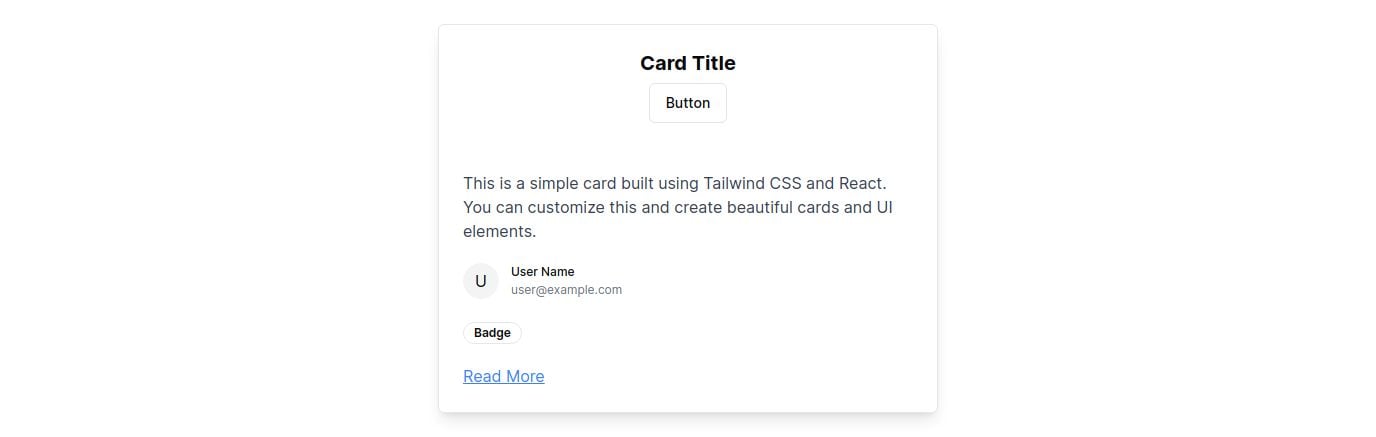 Card Title
Button
This is a simple card built using Tailwind CSS and React.
You can customize this and create beautiful cards and UI
elements.
U
User Name
user@example.com
Badge
Read More